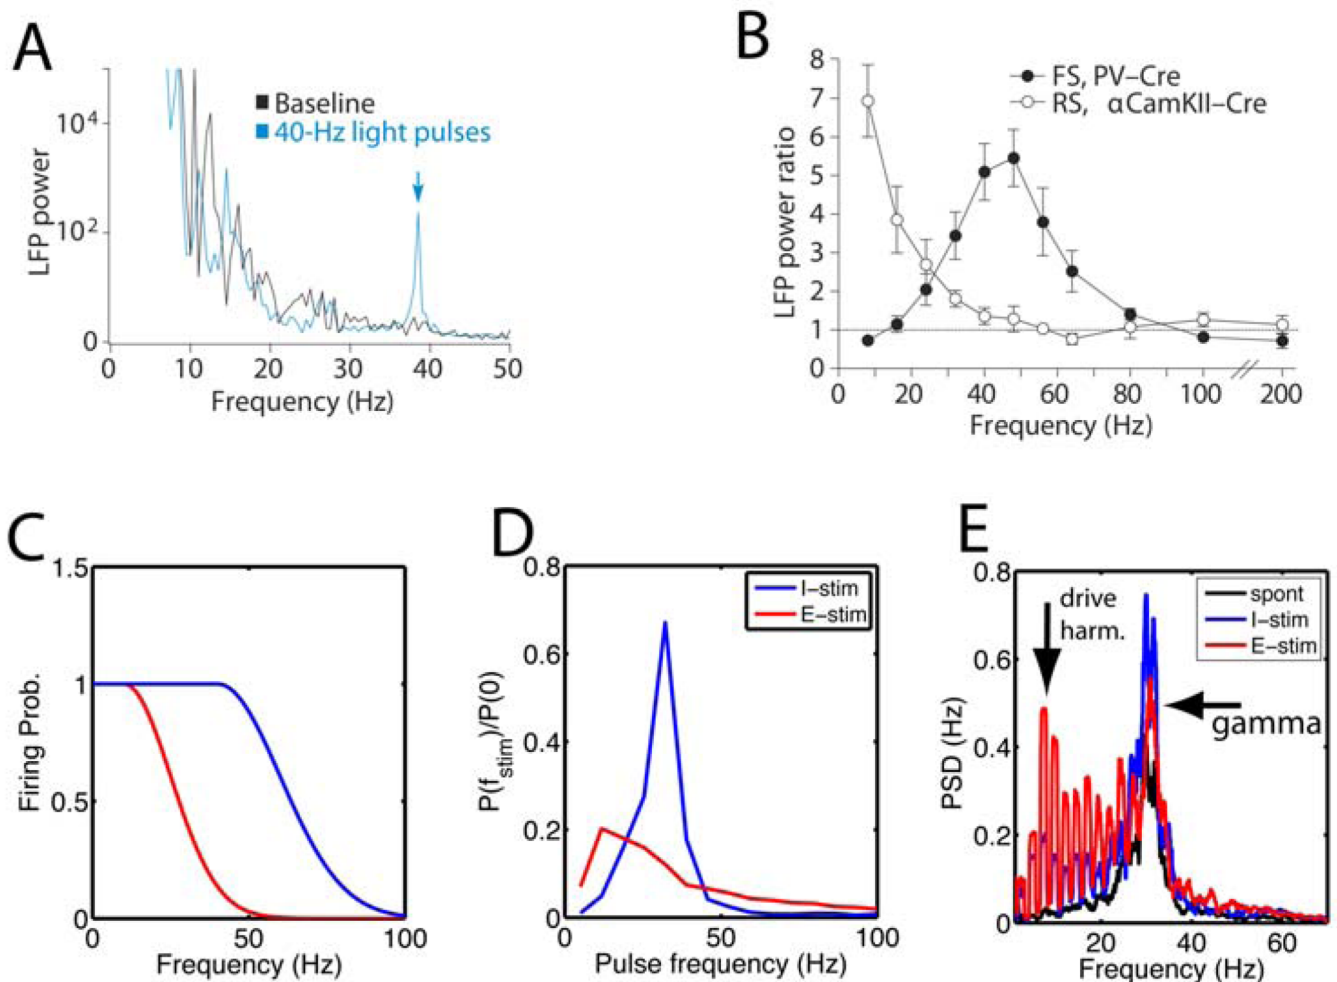 A
LFP power
10⁴
10²
0
Baseline
40-Hz light pulses
0 10 20 30 40 50
Frequency (Hz)
B
LFP power ratio
8
7
6
5
4
3
2
1
0
FS, PV–Cre
RS, αCamKII–Cre
0 20 40 60 80 100 200
Frequency (Hz)
C
Firing Prob.
1.5
1
0.5
0
0 50 100
Frequency (Hz)
D
P(f_stim)/P(0)
0.8
0.6
0.4
0.2
0
I–stim
E–stim
0 50 100
Pulse frequency (Hz)
E
PSD (Hz)
0.8
0.6
0.4
0.2
0
drive
harm.
spont
I–stim
E–stim
gamma
20 40 60
Frequency (Hz)